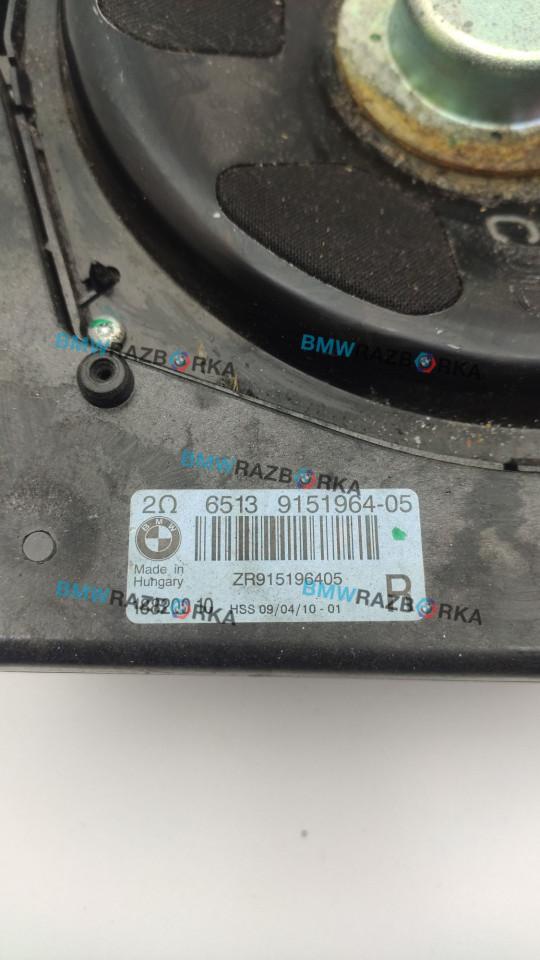 BMWRAZBORKA
BMWRAZBORKA
BMWRAZBORKA
BMWRAZBORKA
2Ω 6513 9151964-05
BMW
Made in
Hungary
ZR915196405
R
BMWRAZBORKA
BMWRAZBORKA
HSS 09/04/10 - 01